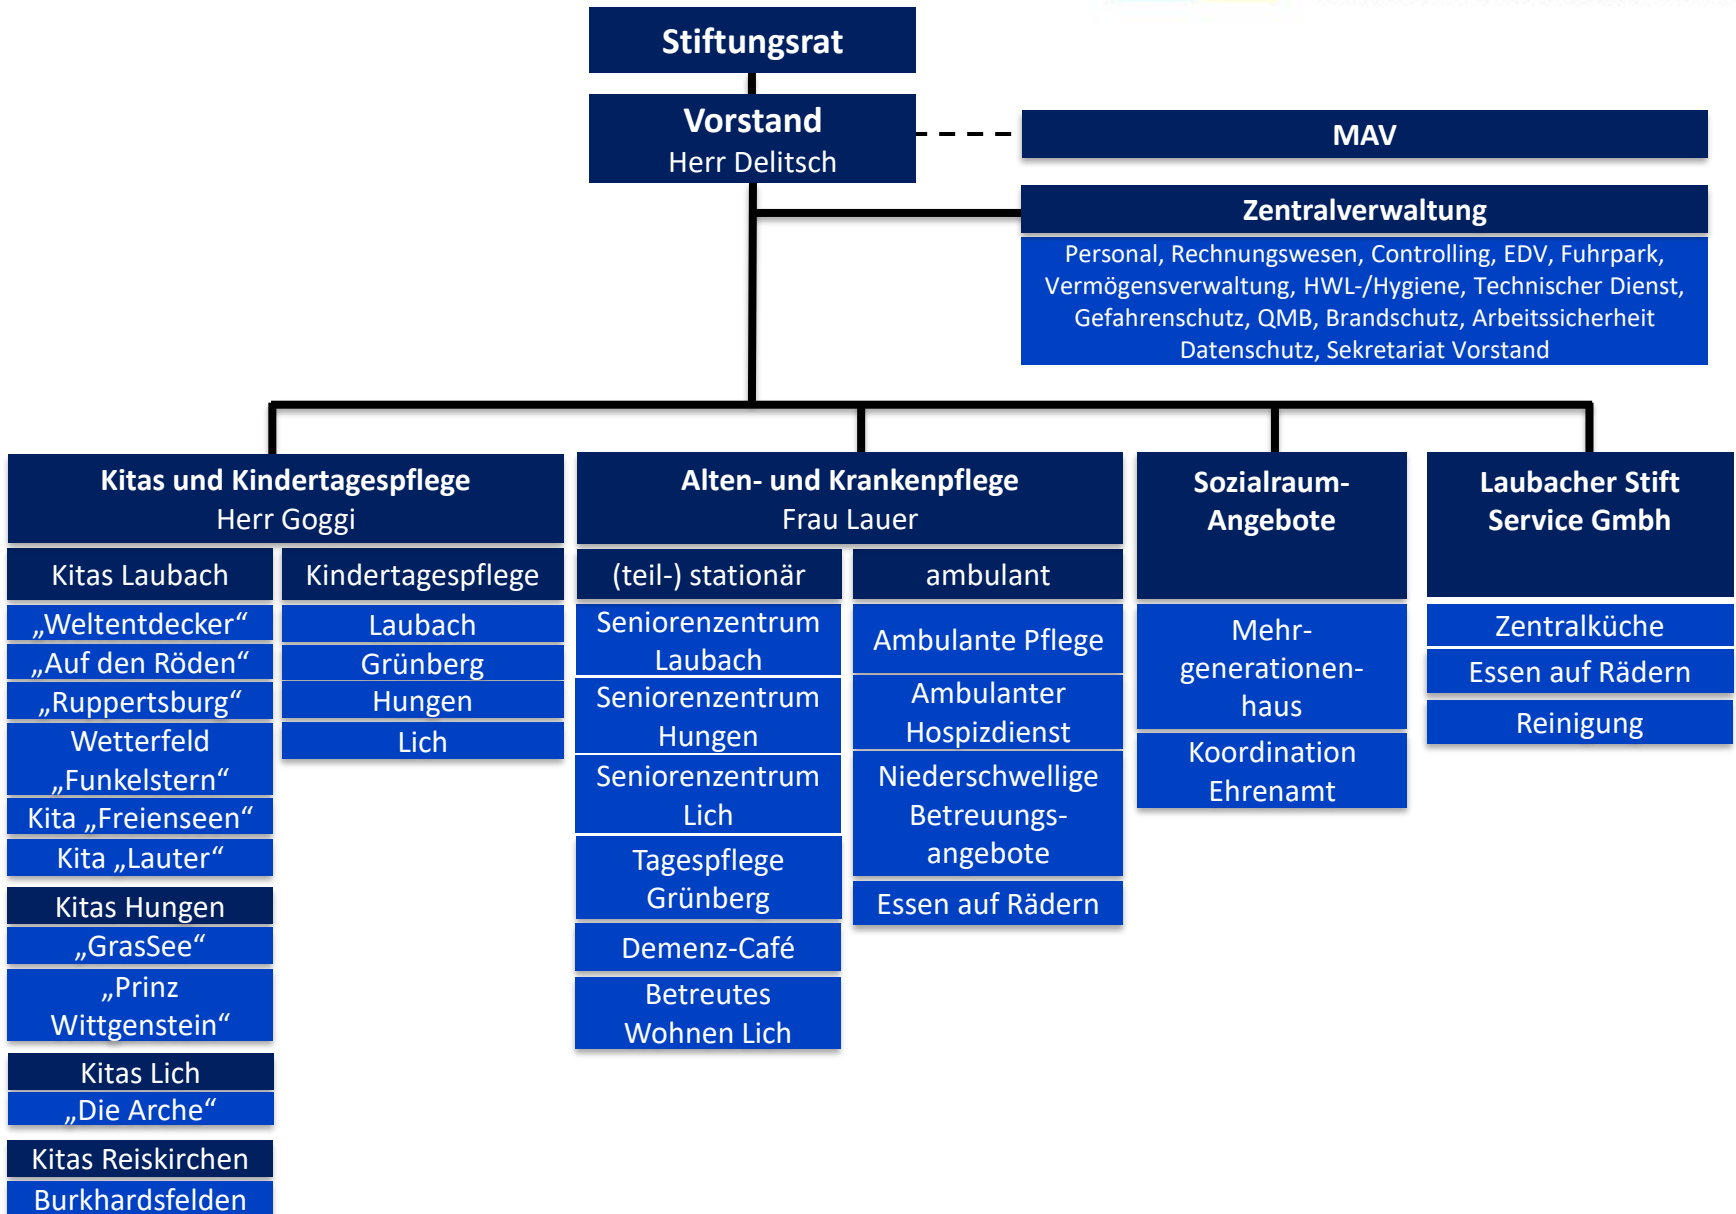 Stiftungsrat
Vorstand
Herr Delitsch
MAV
Zentralverwaltung
Personal, Rechnungswesen, Controlling, EDV, Fuhrpark,
Vermögensverwaltung, HWL-/Hygiene, Technischer Dienst,
Gefahrenschutz, QMB, Brandschutz, Arbeitssicherheit
Datenschutz, Sekretariat Vorstand
Kitas und Kindertagespflege
Herr Goggi
Kitas Laubach
„Weltentdecker“
„Auf den Röden“
„Ruppertsburg“
Wetterfeld
„Funkelstern“
Kita „Freienseen“
Kita „Lauter“
Kitas Hungen
„GrasSee“
„Prinz
Wittgenstein“
Kitas Lich
„Die Arche“
Kitas Reiskirchen
Burkhardsfelden
Kindertagespflege
Laubach
Grünberg
Hungen
Lich
Alten- und Krankenpflege
Frau Lauer
(teil-) stationär
Seniorenzentrum
Laubach
Seniorenzentrum
Hungen
Seniorenzentrum
Lich
Tagespflege
Grünberg
Demenz-Café
Betreutes
Wohnen Lich
ambulant
Ambulante Pflege
Ambulanter
Hospizdienst
Niederschwellige
Betreuungs-
angebote
Essen auf Rädern
Sozialraum-
Angebote
Mehr-
generationen-
haus
Koordination
Ehrenamt
Laubacher Stift
Service Gmbh
Zentralküche
Essen auf Rädern
Reinigung